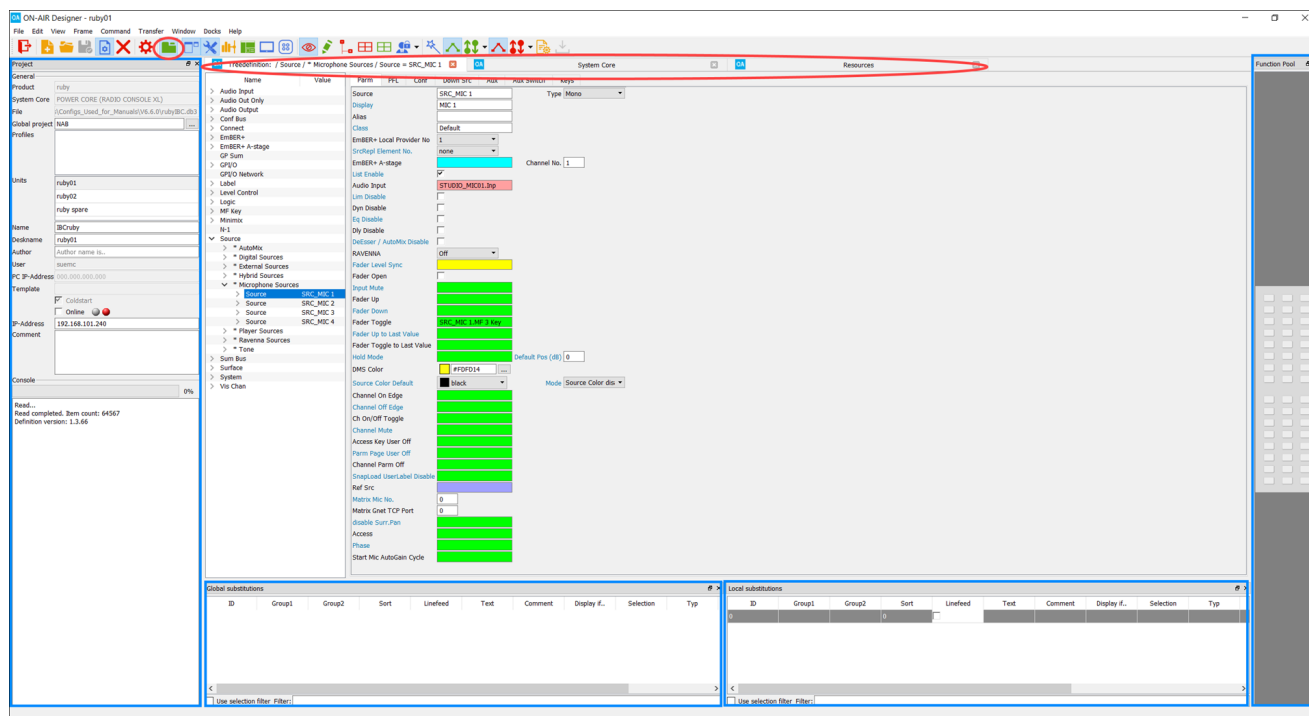 ON-AIR Designer - ruby01
File Edit View Frame Command Transfer Window Docks Help
Project
General
Product ruby
System Core POWER CORE (RADIO CONSOLE XL)
File i\Configs_Used_for_Manuals\V6.6.0\rubyIBC.db3
Global project NAB ...
Profiles
Units ruby01
ruby02
ruby spare
Name IBCruby
Deskname ruby01
Author Author name is..
User suemc
PC IP-Address 000.000.000.000
Template
Coldstart
Online
IP-Address 192.168.101.240
Comment
Console
0%
Read...
Read completed. Item count: 64567
Definition version: 1.3.66
OA Treedefinition: / Source / * Microphone Sources / Source = SRC_MIC 1
OA System Core
OA Resources
Name Value
Audio Input
Audio Out Only
Audio Output
Conf Bus
Connect
EmBER+
EmBER+ A-stage
GP Sum
GPI/O
GPI/O Network
Label
Level Control
Logic
MF Key
Minimix
N-1
Source
* AutoMix
* Digital Sources
* External Sources
* Hybrid Sources
* Microphone Sources
Source SRC_MIC 1
Source SRC_MIC 2
Source SRC_MIC 3
Source SRC_MIC 4
* Player Sources
* Ravenna Sources
* Tone
Sum Bus
Surface
System
Vis Chan
Parm PFL Conf Down Src Aux Aux Switch Keys
Source SRC_MIC 1 Type Mono
Display MIC 1
Alias
Class Default
EmBER+ Local Provider No 1
SrcRepl Element No. none
EmBER+ A-stage Channel No. 1
List Enable
Audio Input STUDIO_MIC01.Inp
Lim Disable
Dyn Disable
Eq Disable
Dly Disable
DeEsser / AutoMix Disable
RAVENNA Off
Fader Level Sync
Fader Open
Input Mute
Fader Up
Fader Down
Fader Toggle SRC_MIC 1.MF 3 Key
Fader Up to Last Value
Fader Toggle to Last Value
Hold Mode Default Pos (dB) 0
DMS Color #FDFD14 ...
Source Color Default black Mode Source Color dis
Channel On Edge
Channel Off Edge
Ch On/Off Toggle
Channel Mute
Access Key User Off
Parm Page User Off
Channel Parm Off
SnapLoad UserLabel Disable
Ref Src
Matrix Mic No. 0
Matrix Gnet TCP Port 0
disable Surr.Pan
Access
Phase
Start Mic AutoGain Cycle
Global substitutions
ID Group1 Group2 Sort Linefeed Text Comment Display if.. Selection Typ
Use selection filter Filter:
Local substitutions
ID Group1 Group2 Sort Linefeed Text Comment Display if.. Selection Typ
0 0
Use selection filter Filter:
Function Pool